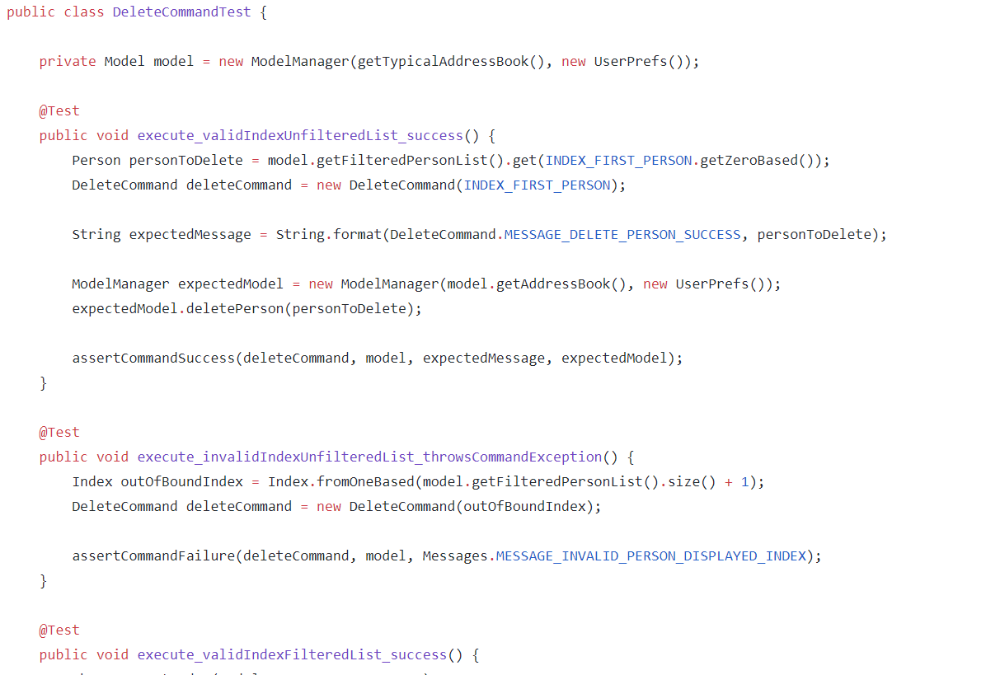 public class DeleteCommandTest {
private Model model = new ModelManager(getTypicalAddressBook(), new UserPrefs());
@Test
public void execute_validIndexUnfilteredList_success() {
Person personToDelete = model.getFilteredPersonList().get(INDEX_FIRST_PERSON.getZeroBased());
DeleteCommand deleteCommand = new DeleteCommand(INDEX_FIRST_PERSON);
String expectedMessage = String.format(DeleteCommand.MESSAGE_DELETE_PERSON_SUCCESS, personToDelete);
ModelManager expectedModel = new ModelManager(model.getAddressBook(), new UserPrefs());
expectedModel.deletePerson(personToDelete);
assertCommandSuccess(deleteCommand, model, expectedMessage, expectedModel);
}
@Test
public void execute_invalidIndexUnfilteredList_throwsCommandException() {
Index outOfBoundIndex = Index.fromOneBased(model.getFilteredPersonList().size() + 1);
DeleteCommand deleteCommand = new DeleteCommand(outOfBoundIndex);
assertCommandFailure(deleteCommand, model, Messages.MESSAGE_INVALID_PERSON_DISPLAYED_INDEX);
}
@Test
public void execute_validIndexFilteredList_success() {